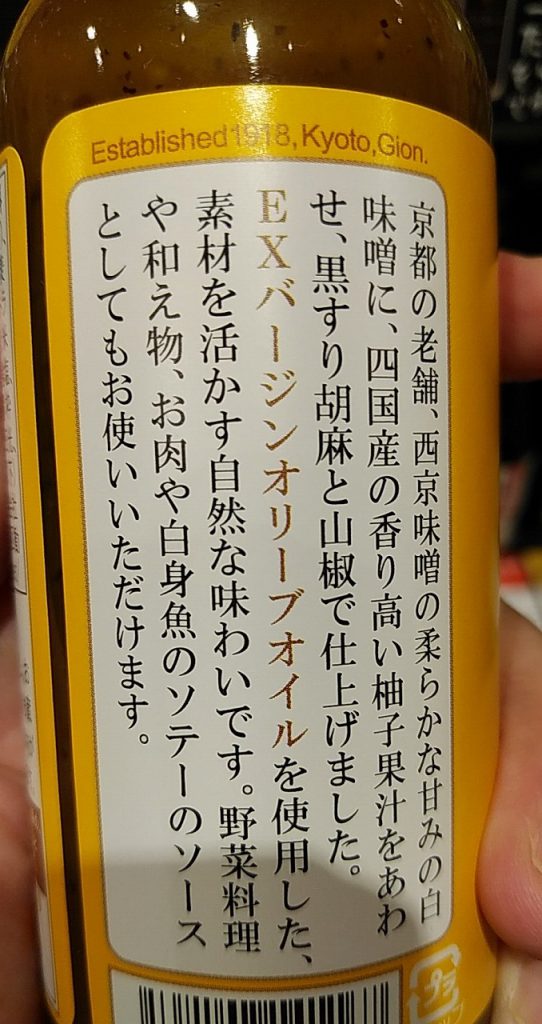 Established 1918, Kyoto, Gion.
京都の老舗、西京味噌の柔らかな甘みの白
味噌に、四国産の香り高い柚子果汁をあわ
せ、黒すり胡麻と山椒で仕上げました。
EXバージンオリーブオイルを使用した、
素材を活かす自然な味わいです。野菜料理
や和え物、お肉や白身魚のソテーのソース
としてもお使いいただけます。
プラ